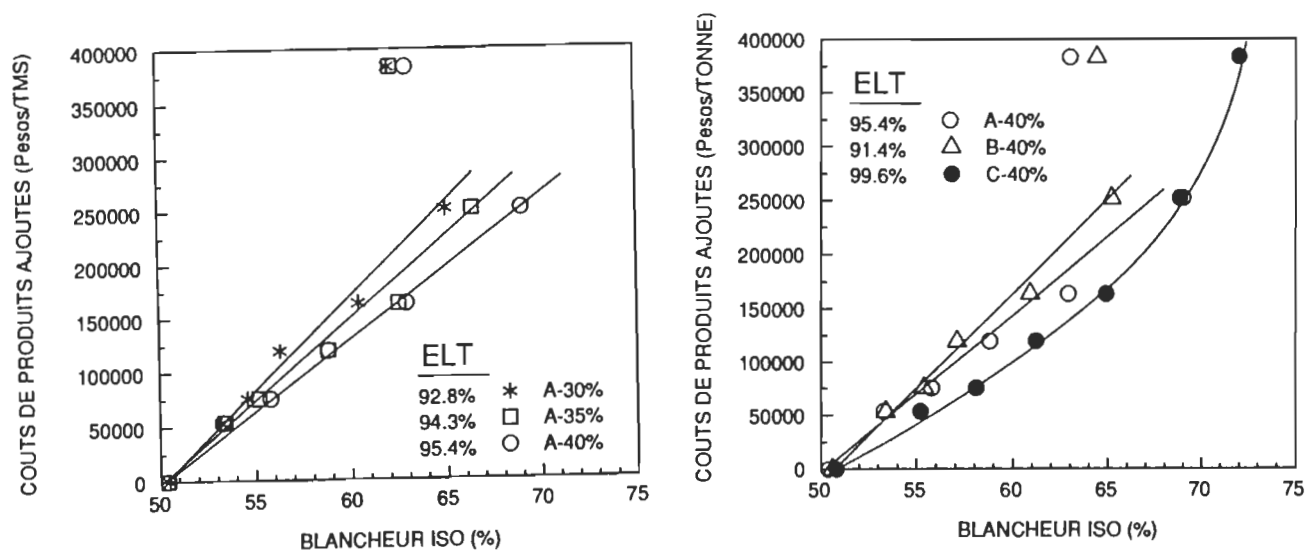 COUTS DE PRODUITS AJOUTES (Pesos/TMS)
400000
350000
300000
250000
200000
150000
100000
50000
0
50 55 60 65 70 75
BLANCHEUR ISO (%)
ELT
92.8% A-30%
94.3% A-35%
95.4% A-40%
COUTS DE PRODUITS AJOUTES (Pesos/TONNE)
400000
350000
300000
250000
200000
150000
100000
50000
0
50 55 60 65 70 75
BLANCHEUR ISO (%)
ELT
95.4% A-40%
91.4% B-40%
99.6% C-40%